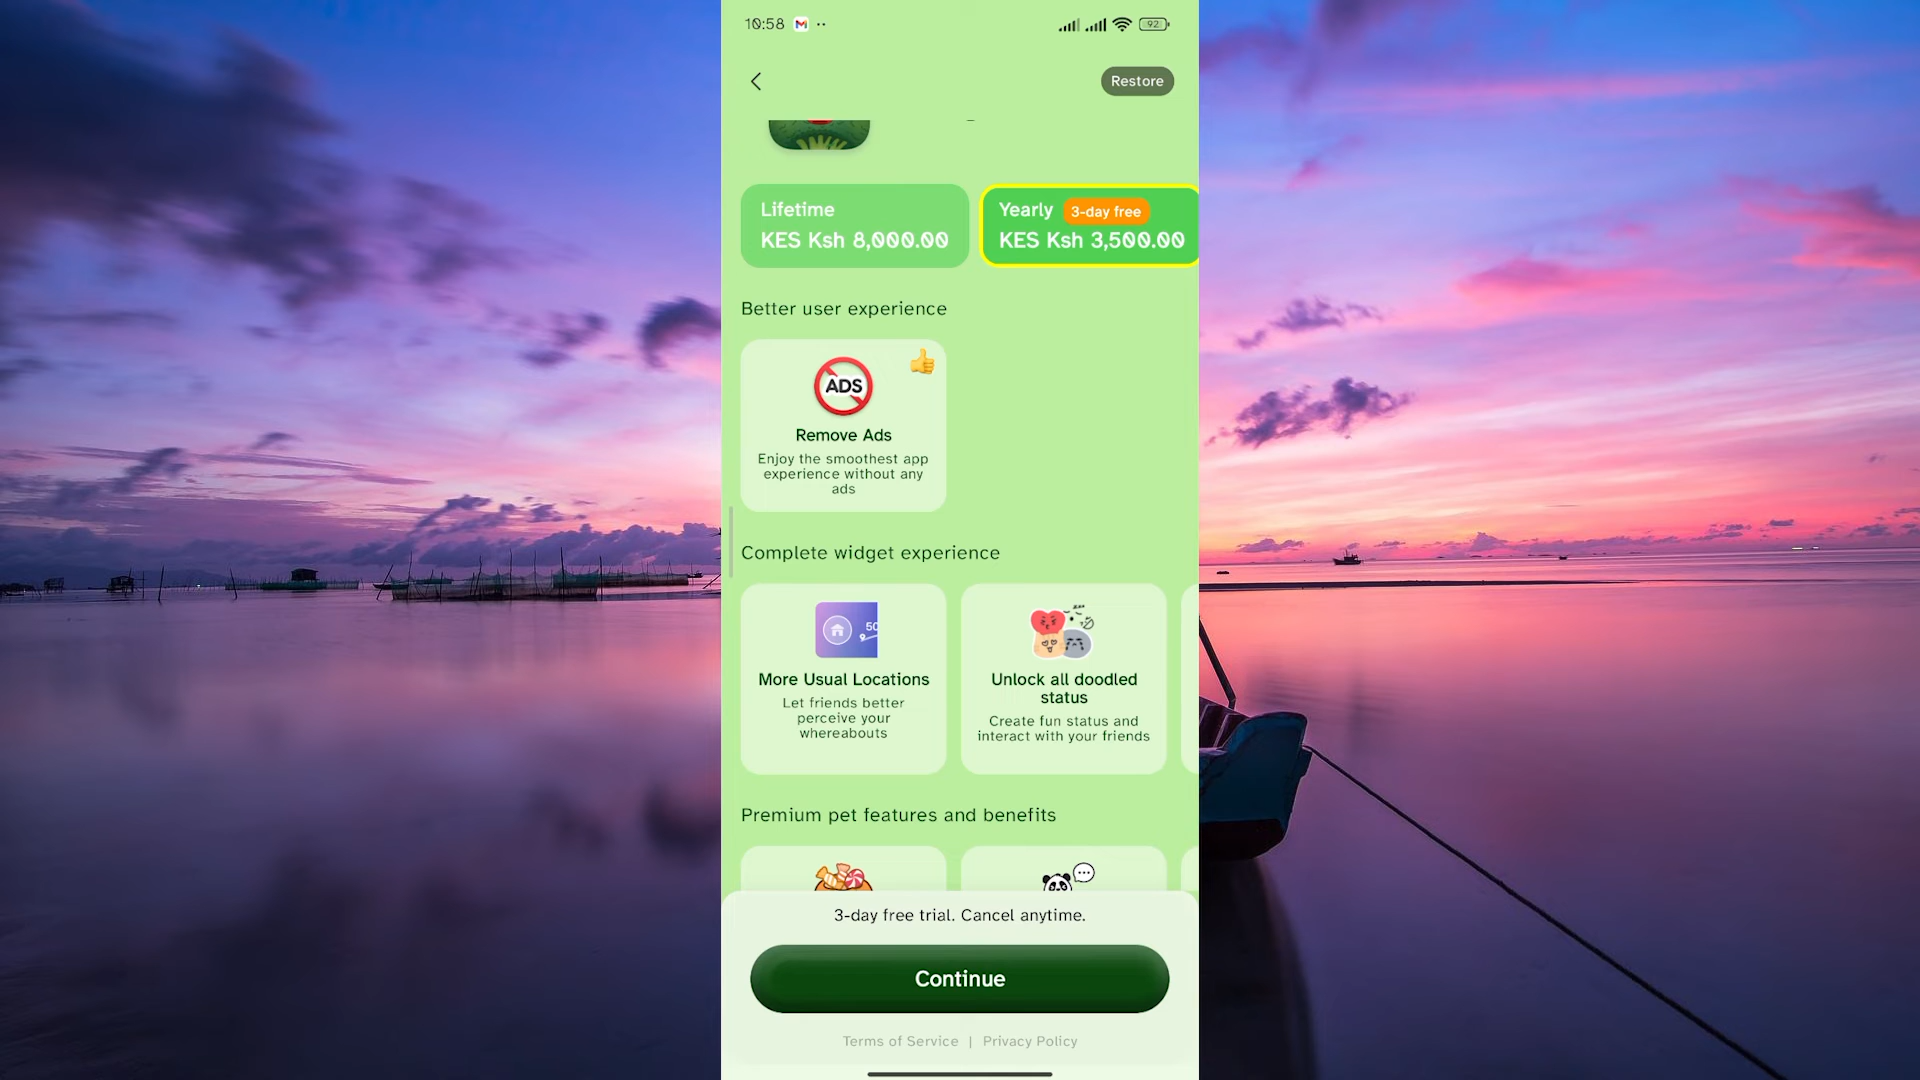 10:58
92
Restore
Lifetime
KES Ksh 8,000.00
Yearly 3-day free
KES Ksh 3,500.00
Better user experience
ADS
Remove Ads
Enjoy the smoothest app
experience without any
ads
Complete widget experience
50
More Usual Locations
Let friends better
perceive your
whereabouts
Unlock all doodled
status
Create fun status and
interact with your friends
Premium pet features and benefits
3-day free trial. Cancel anytime.
Continue
Terms of Service | Privacy Policy